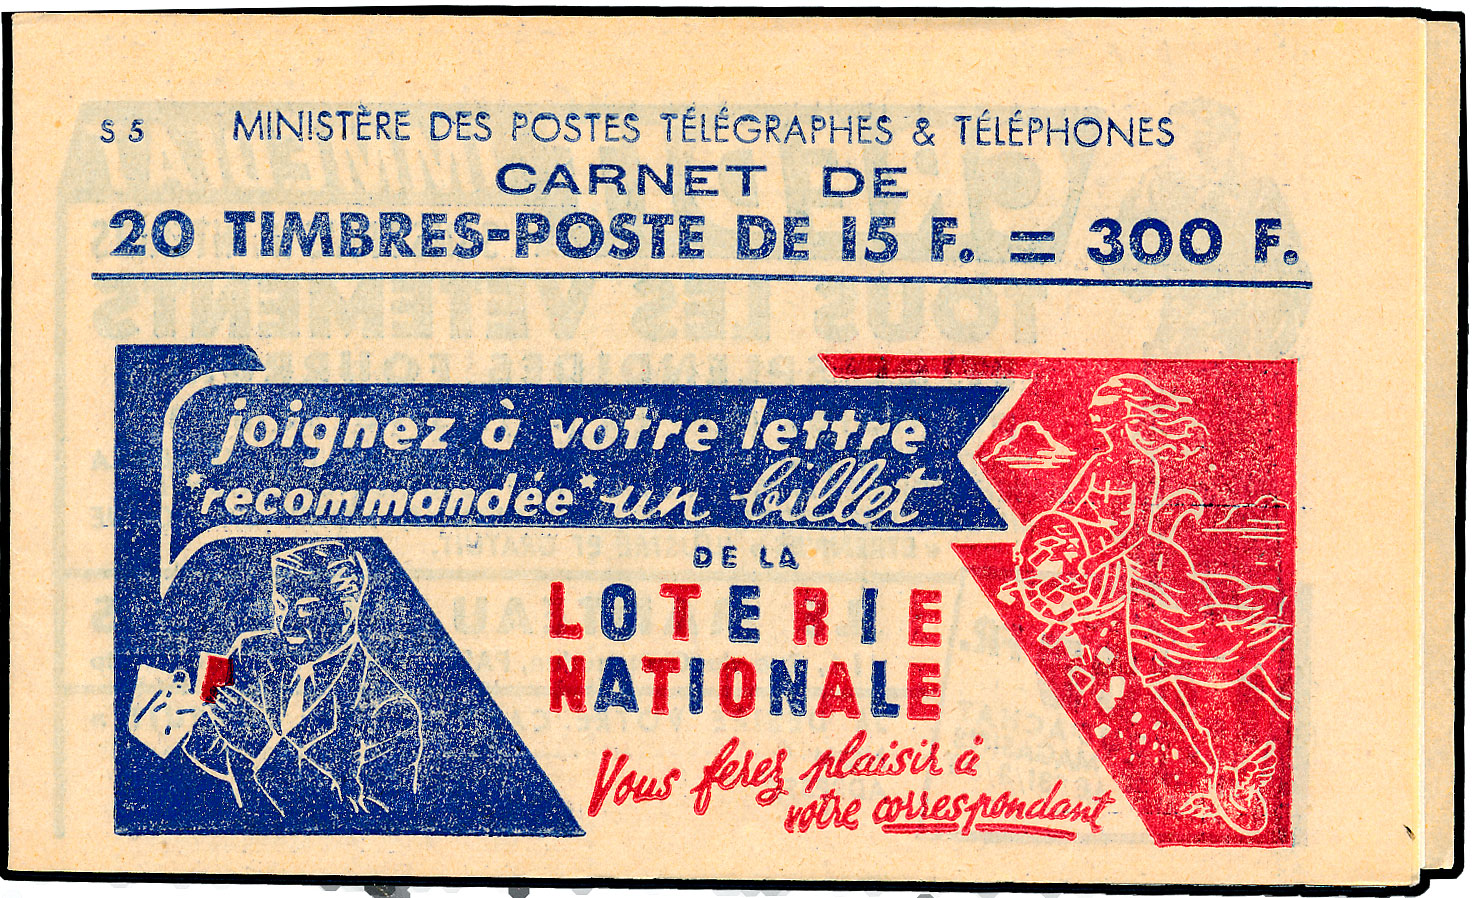 S 5 MINISTÈRE DES POSTES TÉLÉGRAPHES & TÉLÉPHONES
CARNET DE
20 TIMBRES-POSTE DE 15 F. = 300 F.
joignez à votre lettre
"recommandée" un billet
DE LA
LOTERIE
NATIONALE
Vous ferez plaisir à
votre correspondant